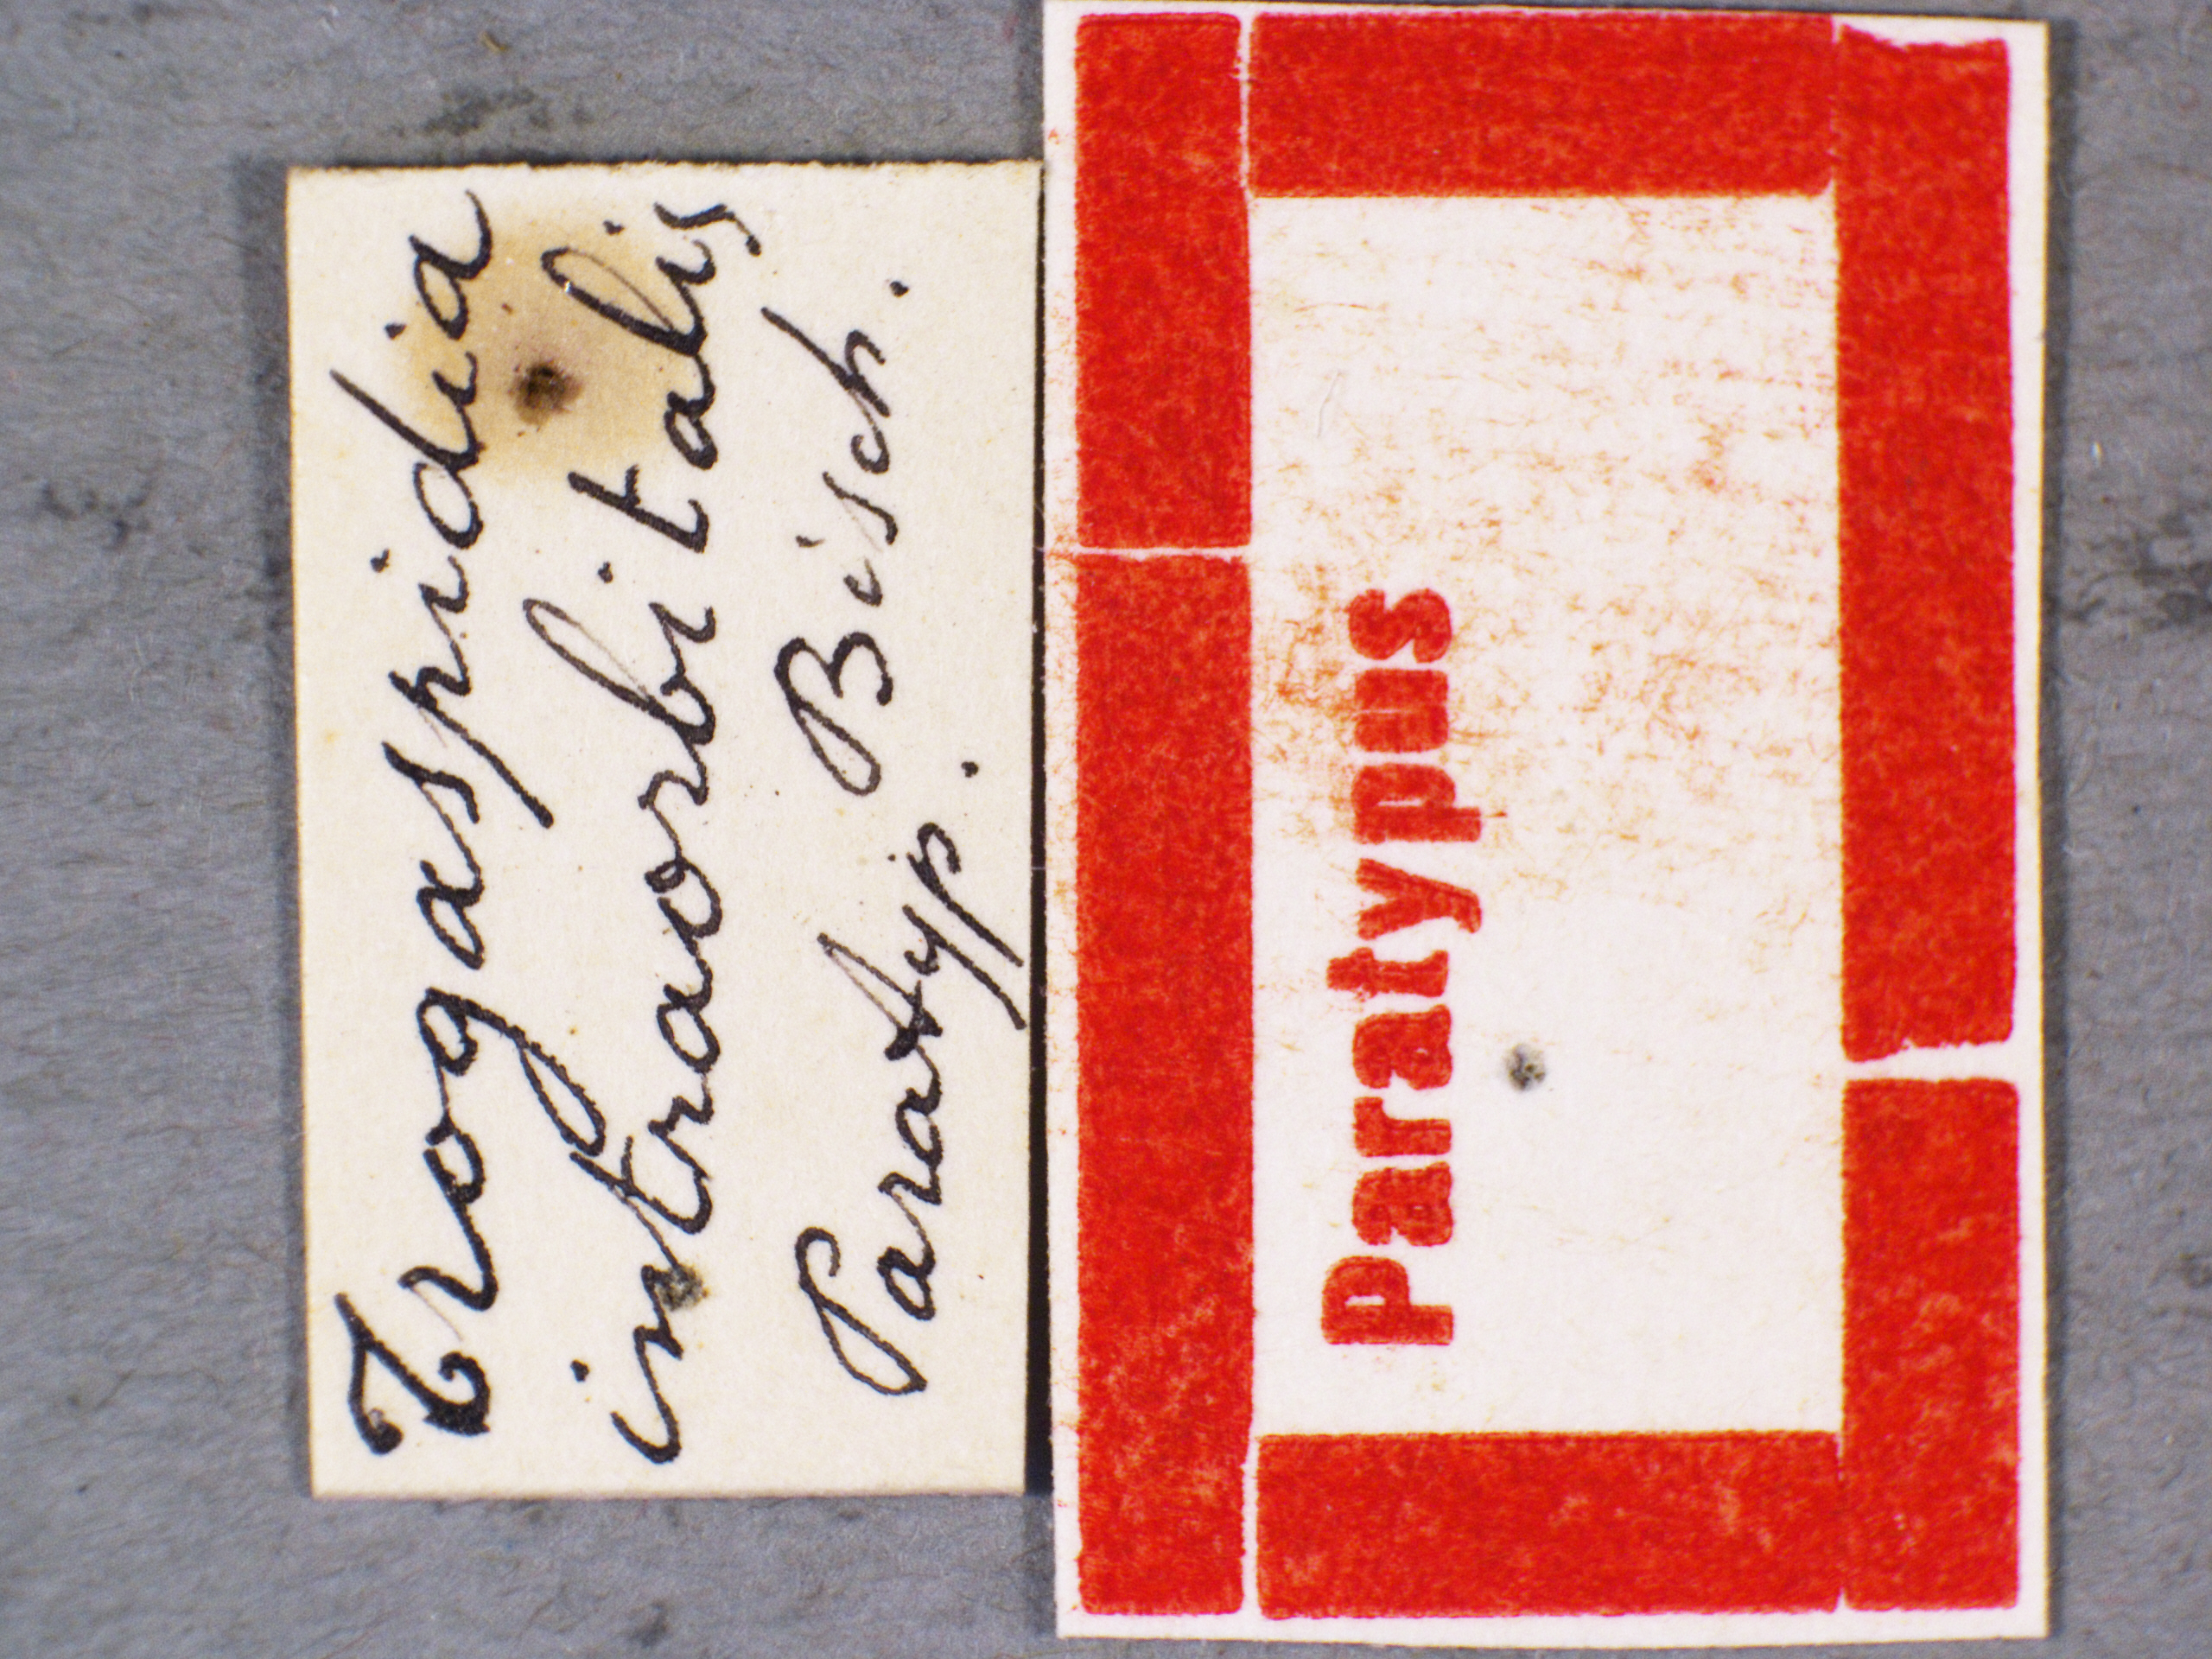 Trogaspidia
intraorbitalis
Bisch.
Paratyp.
Paratypus